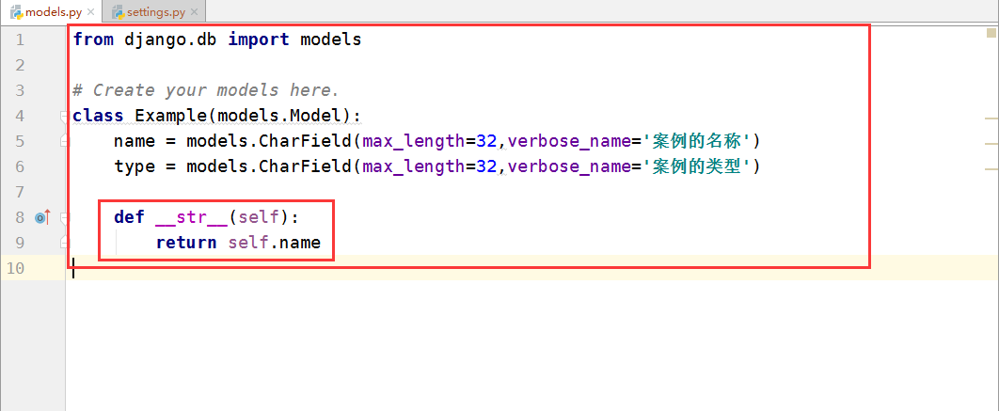 models.py settings.py
1 from django.db import models
2
3 # Create your models here.
4 class Example(models.Model):
5     name = models.CharField(max_length=32,verbose_name='案例的名称')
6     type = models.CharField(max_length=32,verbose_name='案例的类型')
7
8     def __str__(self):
9         return self.name
10